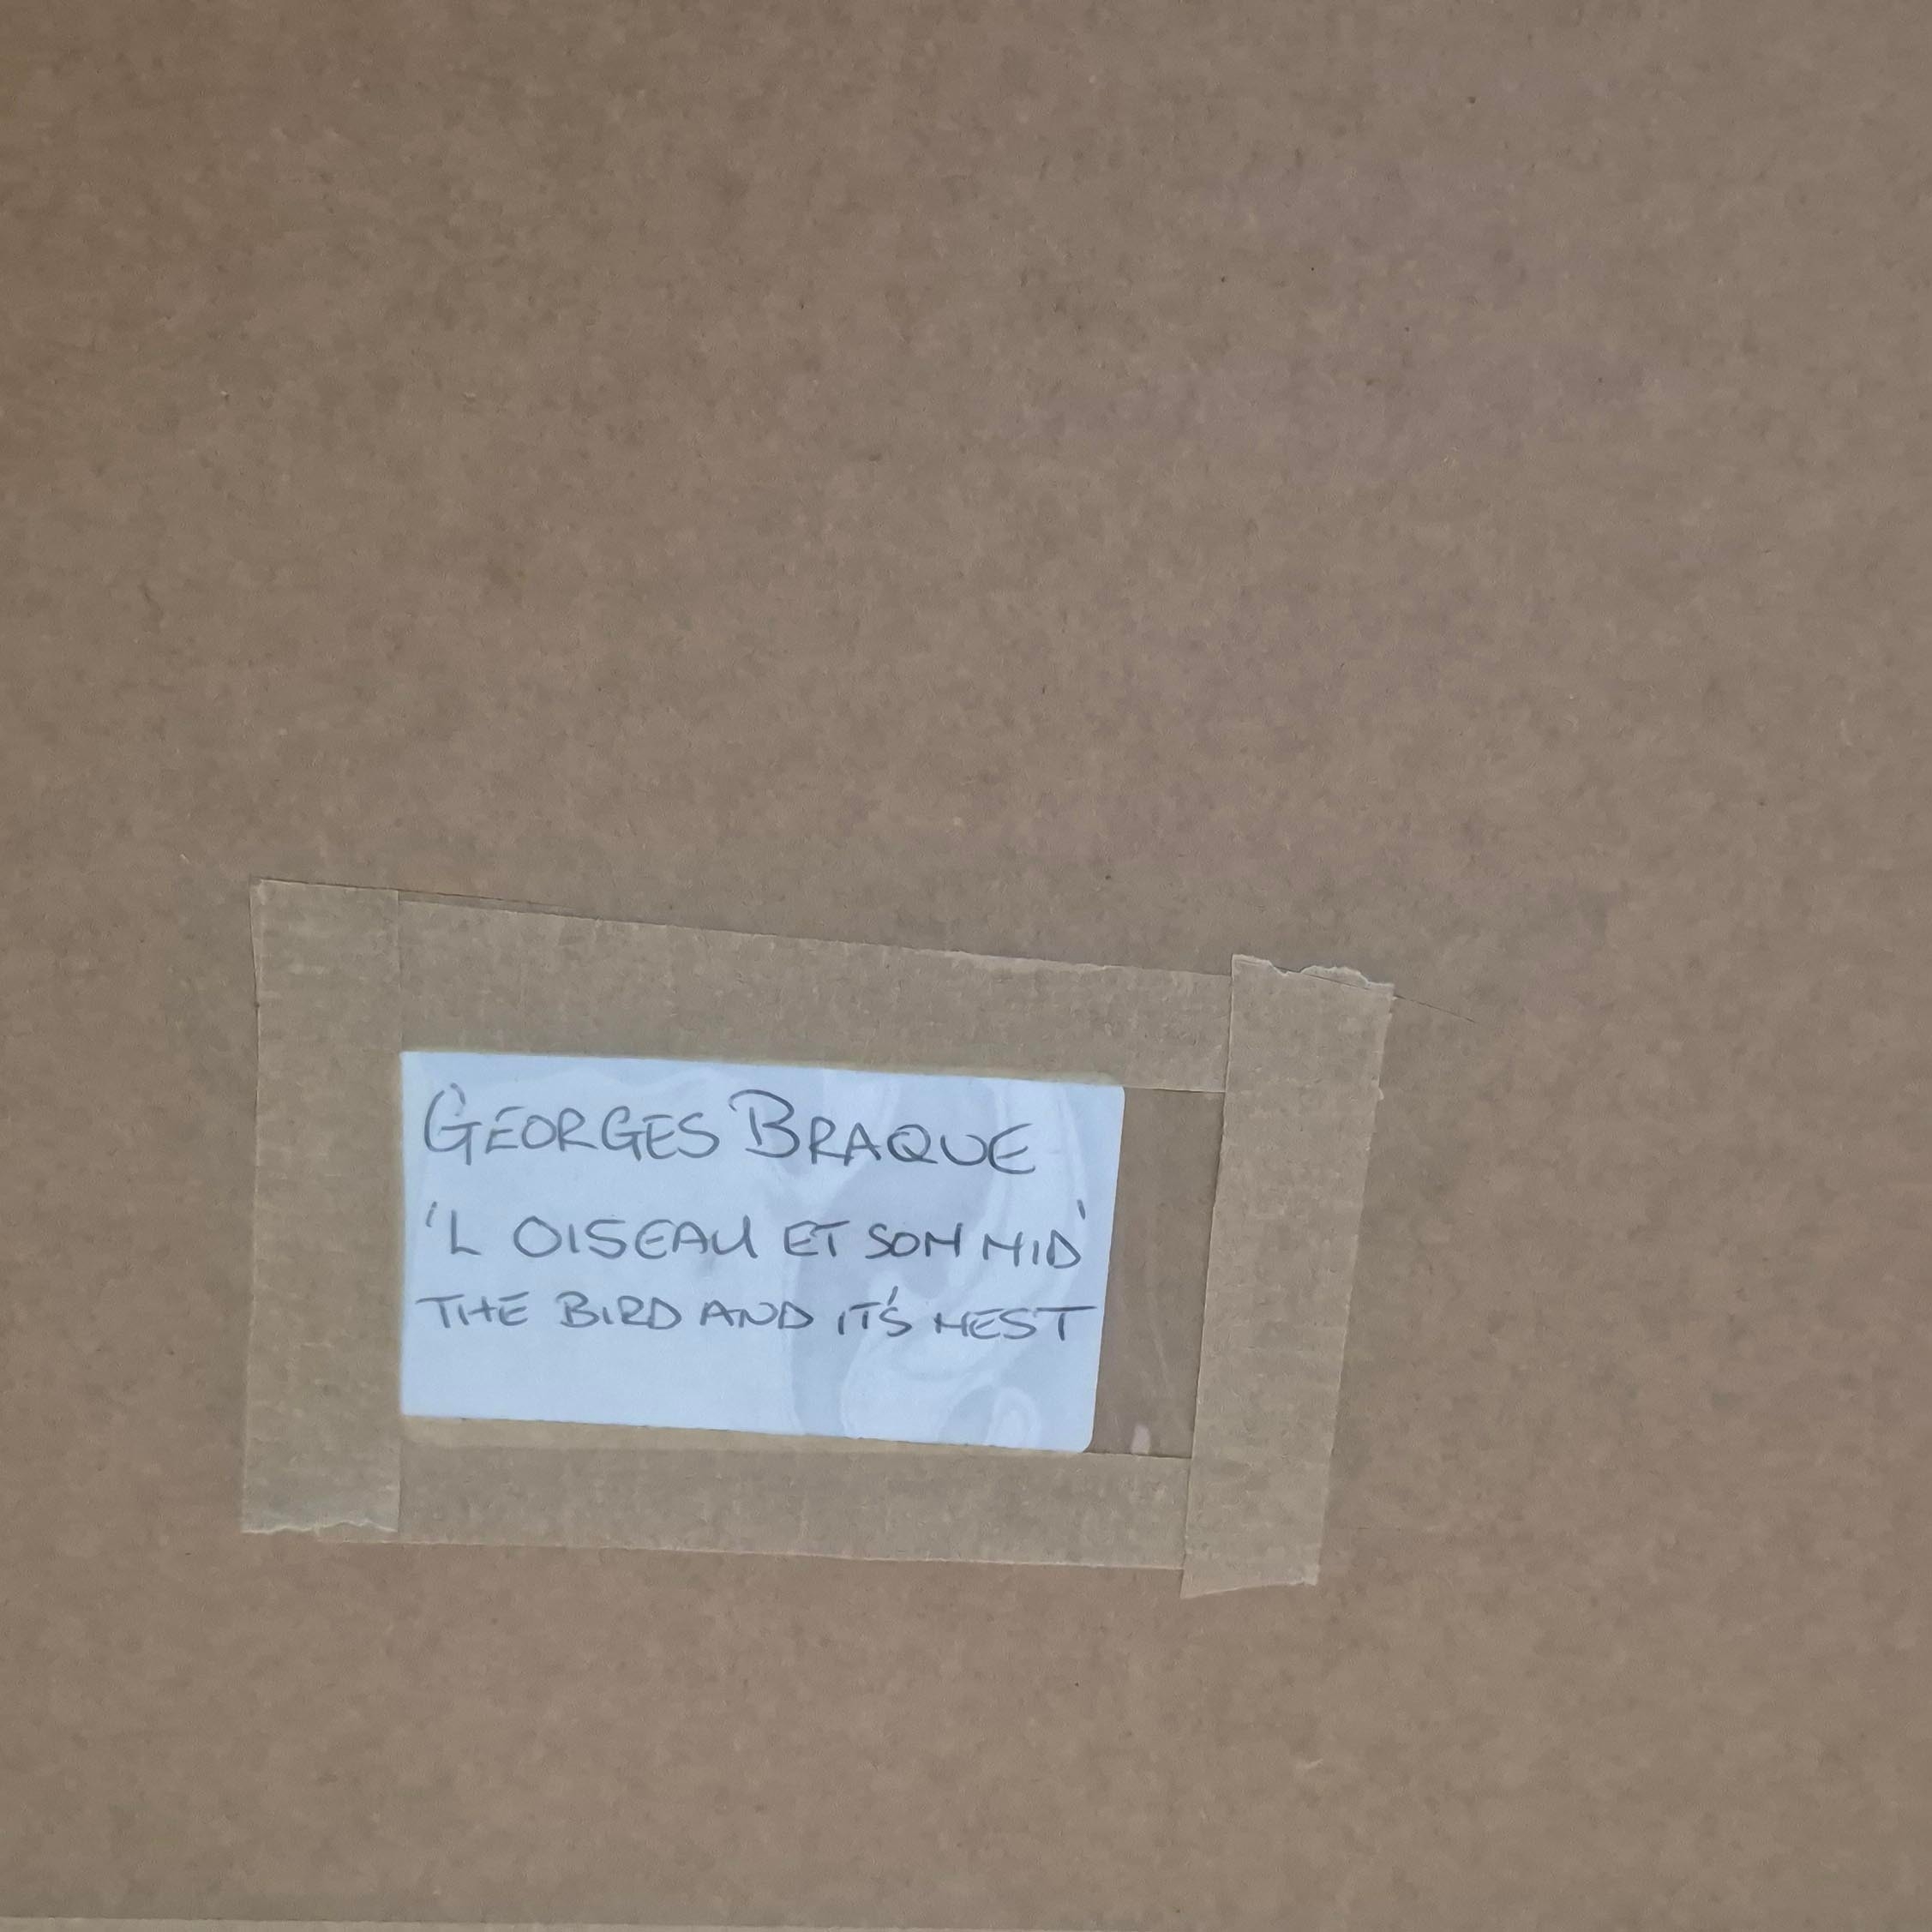 GEORGES BRAQUE
'L OISEAU ET SON NID'
THE BIRD AND IT'S NEST